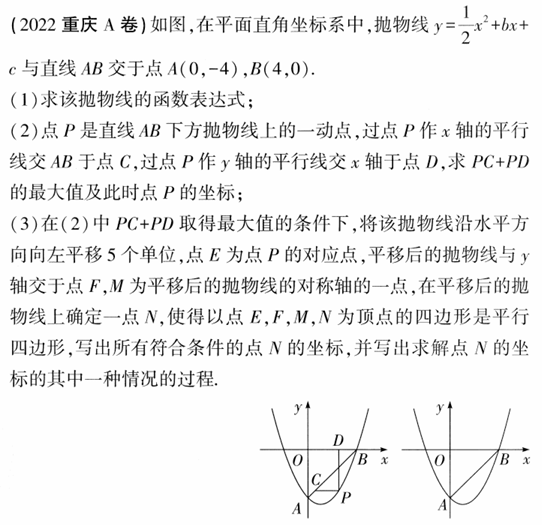 (2022 重庆 A 卷)如图,在平面直角坐标系中,抛物线 y=\frac{1}{2}x²+bx+
c 与直线 AB 交于点 A(0,-4),B(4,0).
(1)求该抛物线的函数表达式;
(2)点 P 是直线 AB 下方抛物线上的一动点,过点 P 作 x 轴的平行
线交 AB 于点 C,过点 P 作 y 轴的平行线交 x 轴于点 D,求 PC+PD
的最大值及此时点 P 的坐标;
(3)在(2)中 PC+PD 取得最大值的条件下,将该抛物线沿水平方
向向左平移 5 个单位,点 E 为点 P 的对应点,平移后的抛物线与 y
轴交于点 F,M 为平移后的抛物线的对称轴的一点,在平移后的抛
物线上确定一点 N,使得以点 E,F,M,N 为顶点的四边形是平行
四边形,写出所有符合条件的点 N 的坐标,并写出求解点 N 的坐
标的其中一种情况的过程.
y D O B x C A P
y O B x A